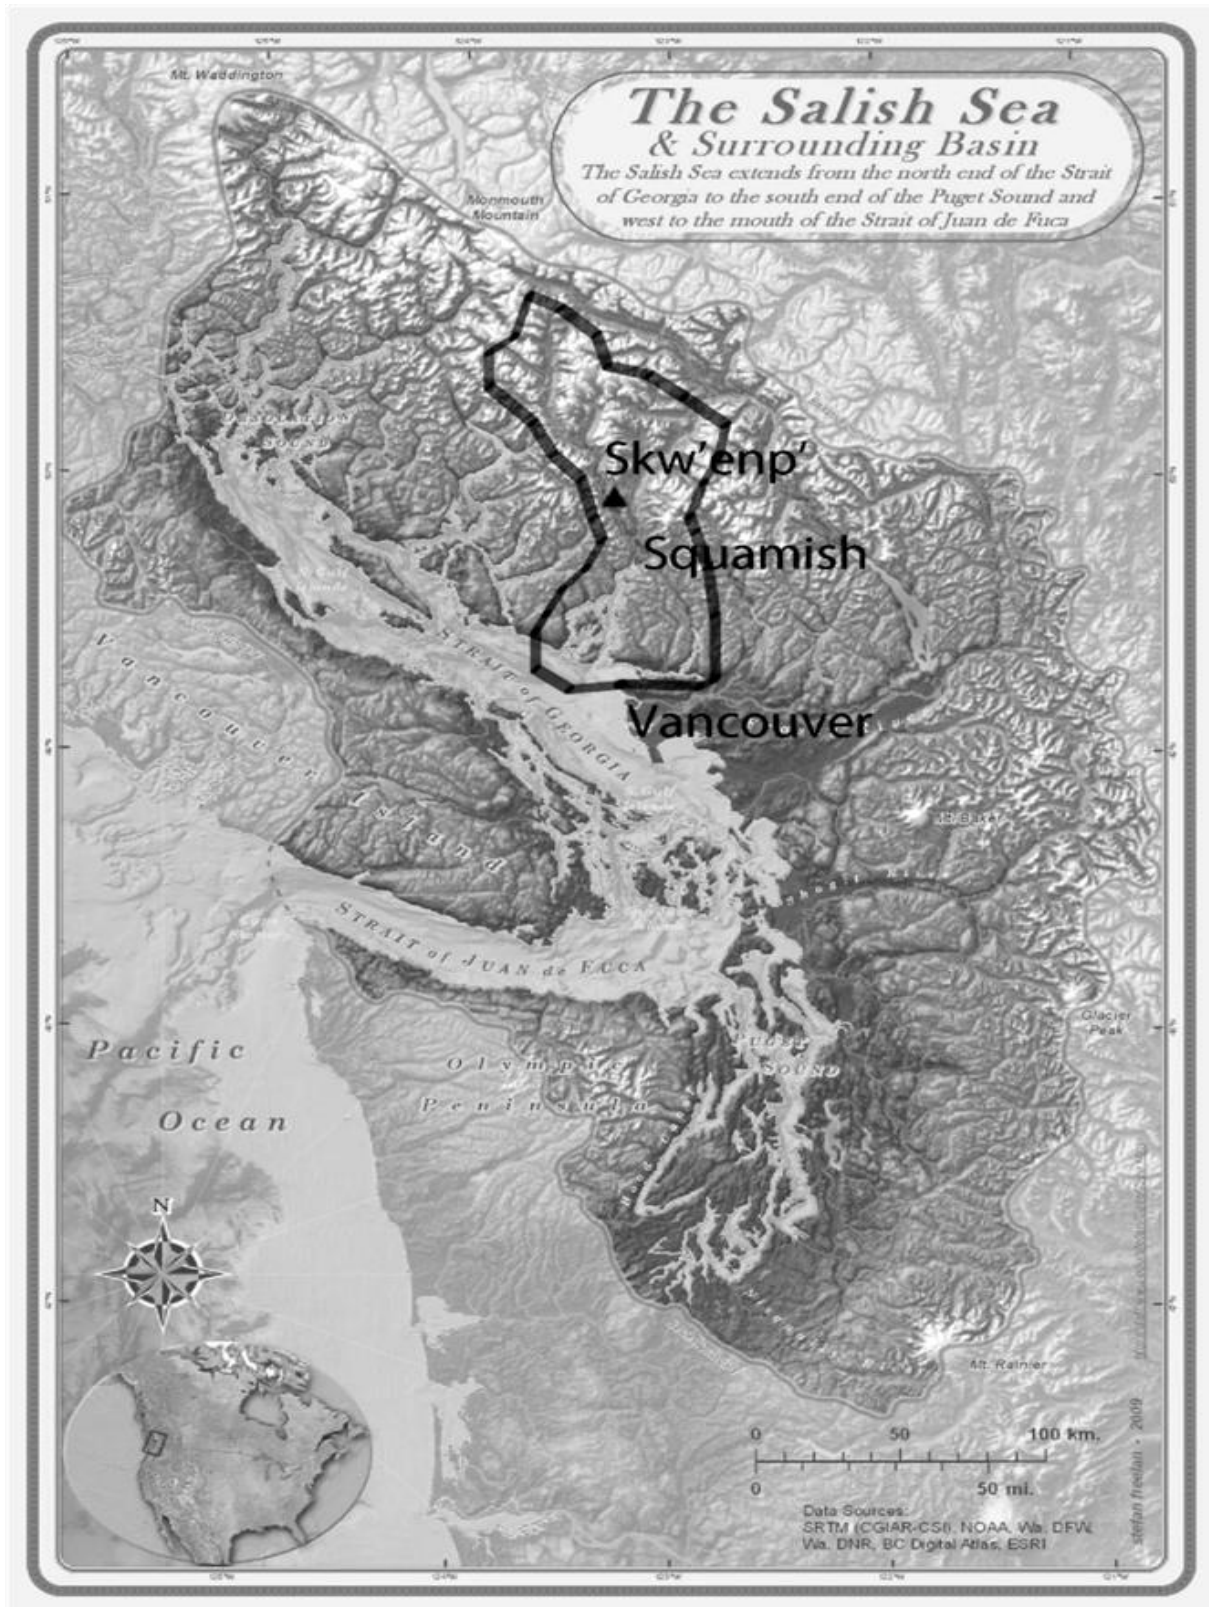 Mt. Waddington
The Salish Sea
& Surrounding Basin
The Salish Sea extends from the north end of the Strait
of Georgia to the south end of the Puget Sound and
west to the mouth of the Strait of Juan de Fuca
Monmouth
Mountain
SOUND
Skw'enp'
Squamish
STRAIT of GEORGIA
Vancouver
Vancouver
Island
Mt. Baker
STRAIT of JUAN de FUCA
Glacier
Peak
Pacific
Ocean
Olympic
Peninsula
PUGET
SOUND
N
Mt. Rainier
0 50 100 km.
0 50 mi.
Data Sources:
SRTM (CGIAR-CSI), NOAA, Wa. DFW,
Wa. DNR, BC Digital Atlas, ESRI
stefan freelan • 2009